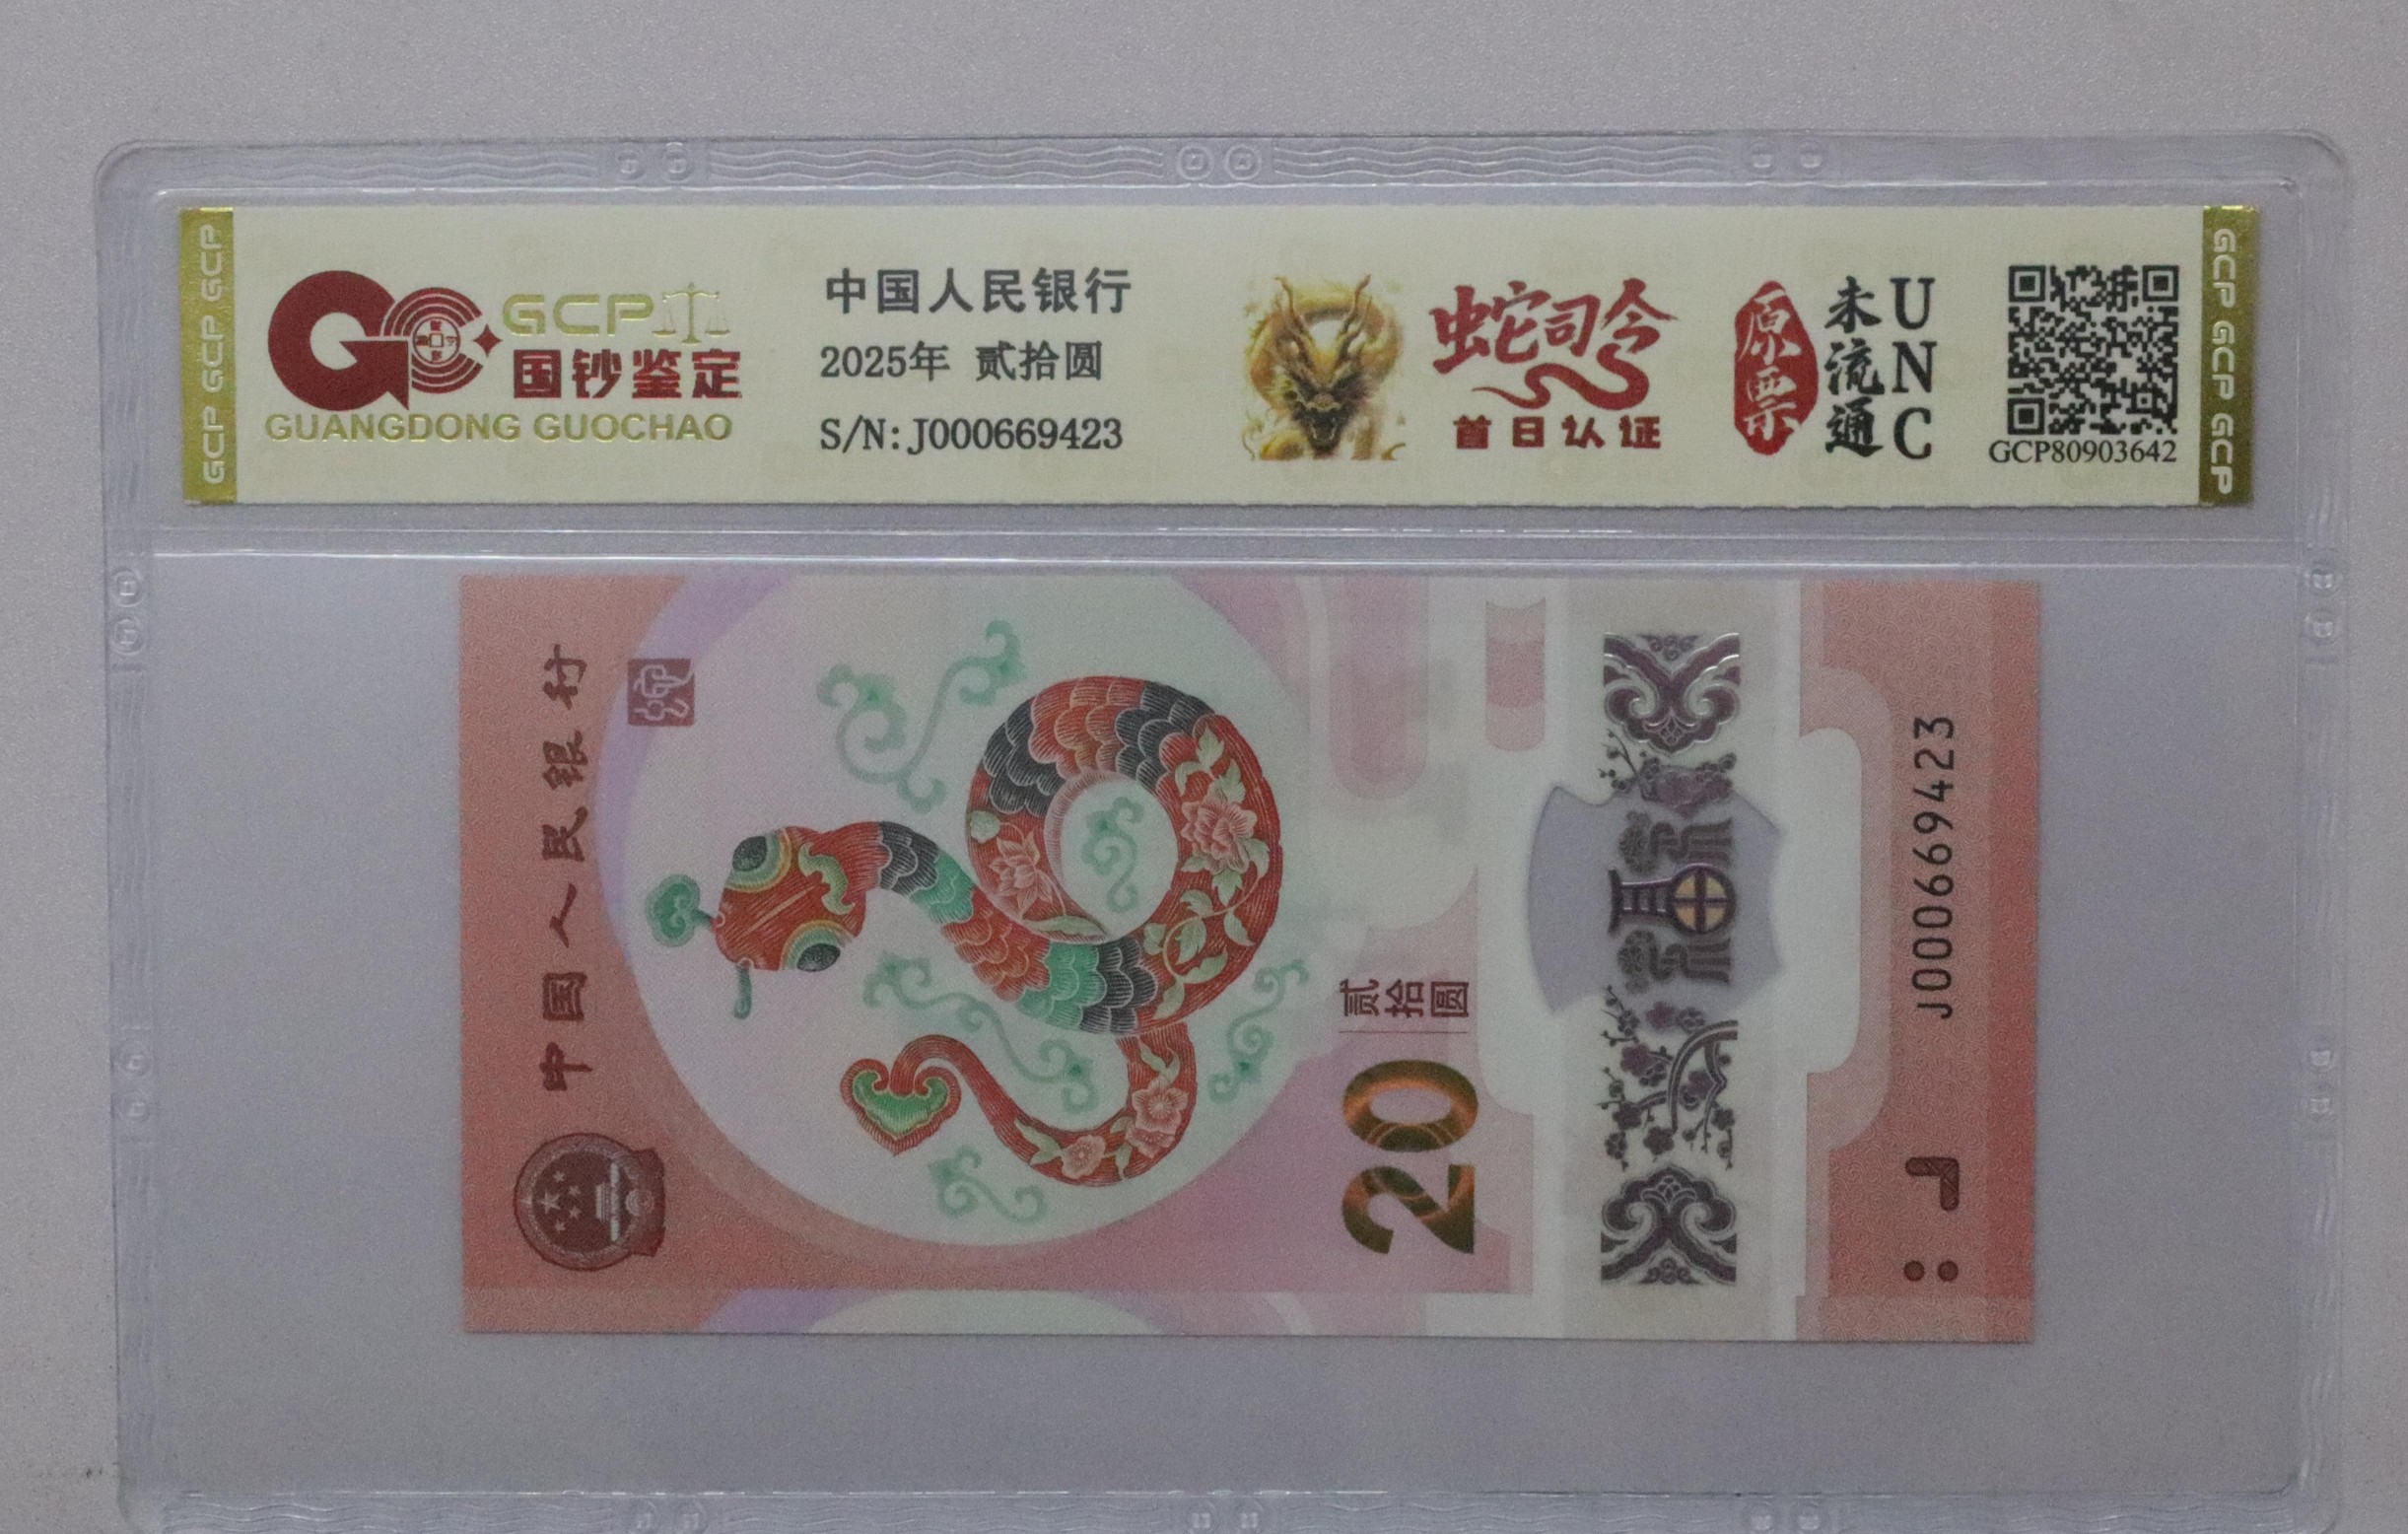 GCP GCP GCP
GCP
国钞鉴定
GUANGDONG GUOCHAO
中国人民银行
2025年 贰拾圆
S/N:J000669423
蛇司令
首日认证
原票
未流通
UNC
GCP80903642
GCP GCP GCP
中国人民银行
20
贰拾圆
福
J000669423